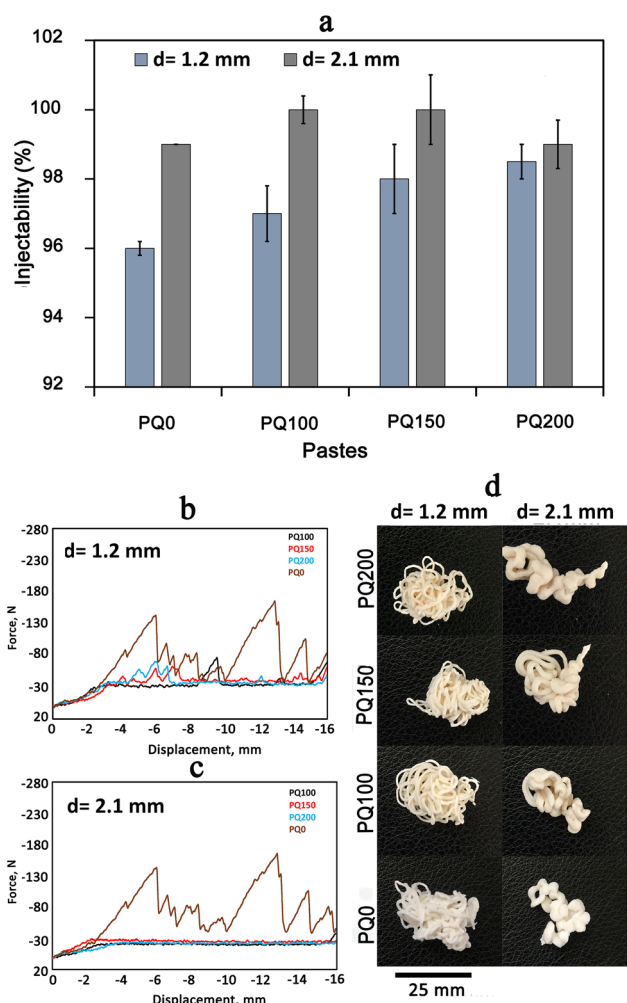 a
102
100
98
96
94
92
Injectability (%)
d= 1.2 mm
d= 2.1 mm
PQ0
PQ100
PQ150
PQ200
Pastes
b
-280
-230
-180
-130
-80
-30
20
Force, N
d= 1.2 mm
PQ100
PQ150
PQ200
PQ0
0 -2 -4 -6 -8 -10 -12 -14 -16
Displacement, mm
c
-280
-230
-180
-130
-80
-30
20
Force, N
d= 2.1 mm
PQ100
PQ150
PQ200
PQ0
0 -2 -4 -6 -8 -10 -12 -14 -16
Displacement, mm
d
d= 1.2 mm d= 2.1 mm
PQ200
PQ150
PQ100
PQ0
25 mm